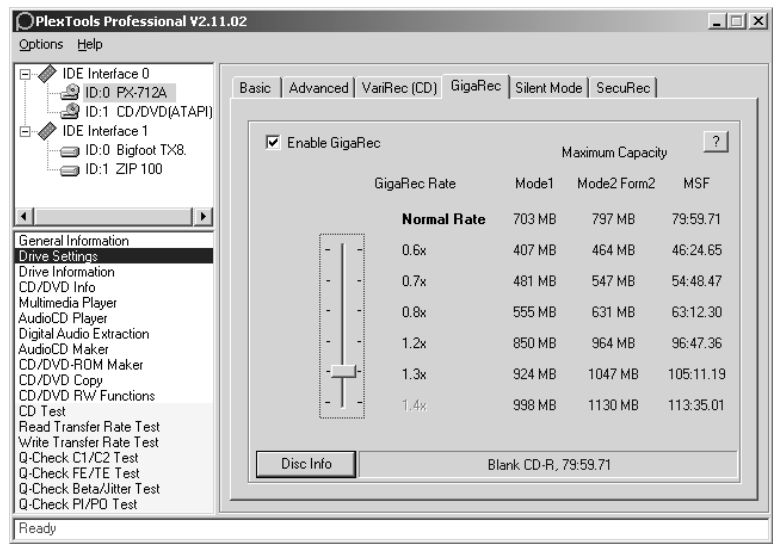 PlexTools Professional V2.11.02
Options Help
IDE Interface 0
ID:0 PX-712A
ID:1 CD/DVD(ATAPI)
IDE Interface 1
ID:0 Bigfoot TX8.
ID:1 ZIP 100
General Information
Drive Settings
Drive Information
CD/DVD Info
Multimedia Player
AudioCD Player
Digital Audio Extraction
AudioCD Maker
CD/DVD-ROM Maker
CD/DVD Copy
CD/DVD RW Functions
CD Test
Read Transfer Rate Test
Write Transfer Rate Test
Q-Check C1/C2 Test
Q-Check FE/TE Test
Q-Check Beta/Jitter Test
Q-Check PI/PO Test
Basic Advanced VariRec (CD) GigaRec Silent Mode SecuRec
Enable GigaRec
Maximum Capacity ?
GigaRec Rate Mode1 Mode2 Form2 MSF
Normal Rate 703 MB 797 MB 79:59.71
0.6x 407 MB 464 MB 46:24.65
0.7x 481 MB 547 MB 54:48.47
0.8x 555 MB 631 MB 63:12.30
1.2x 850 MB 964 MB 96:47.36
1.3x 924 MB 1047 MB 105:11.19
1.4x 998 MB 1130 MB 113:35.01
Disc Info Blank CD-R, 79:59.71
Ready